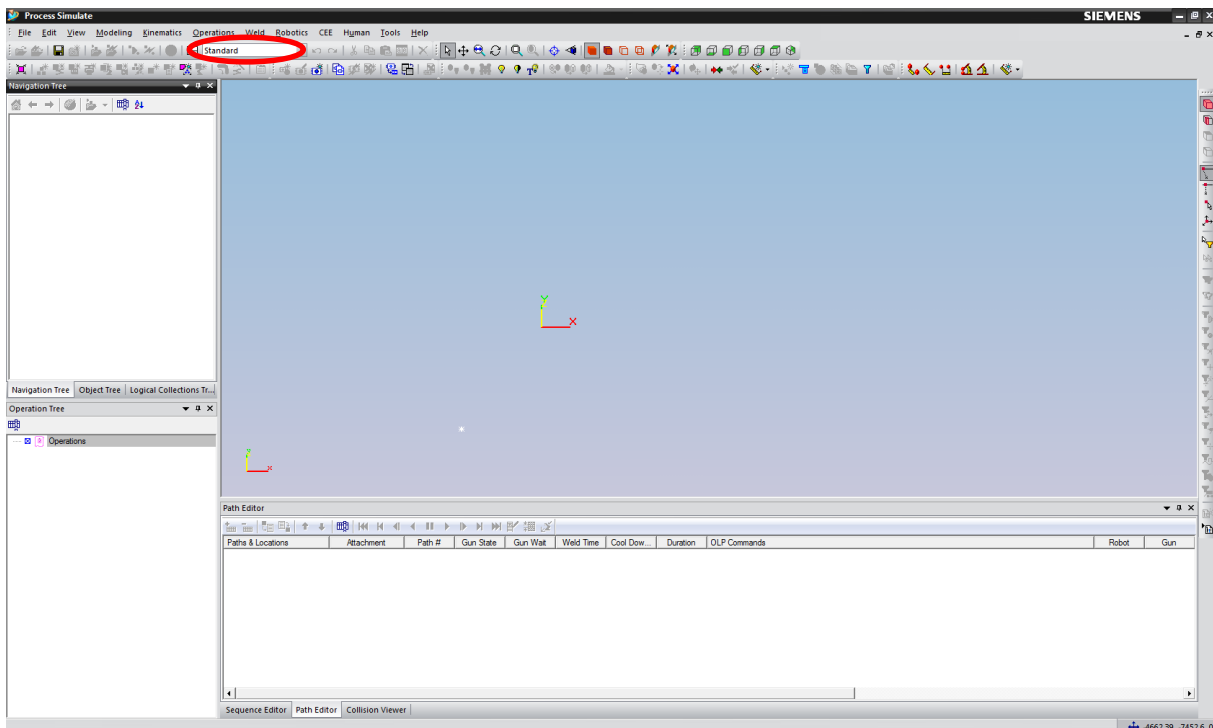 Process Simulate SIEMENS
File Edit View Modeling Kinematics Operations Weld Robotics CEE Human Tools Help
Standard
Navigation Tree
Y
X
Navigation Tree Object Tree Logical Collections Tr...
Operation Tree
Operations
Y
X
Path Editor
Paths & Locations Attachment Path # Gun State Gun Wait Weld Time Cool Dow... Duration OLP Commands Robot Gun
Sequence Editor Path Editor Collision Viewer